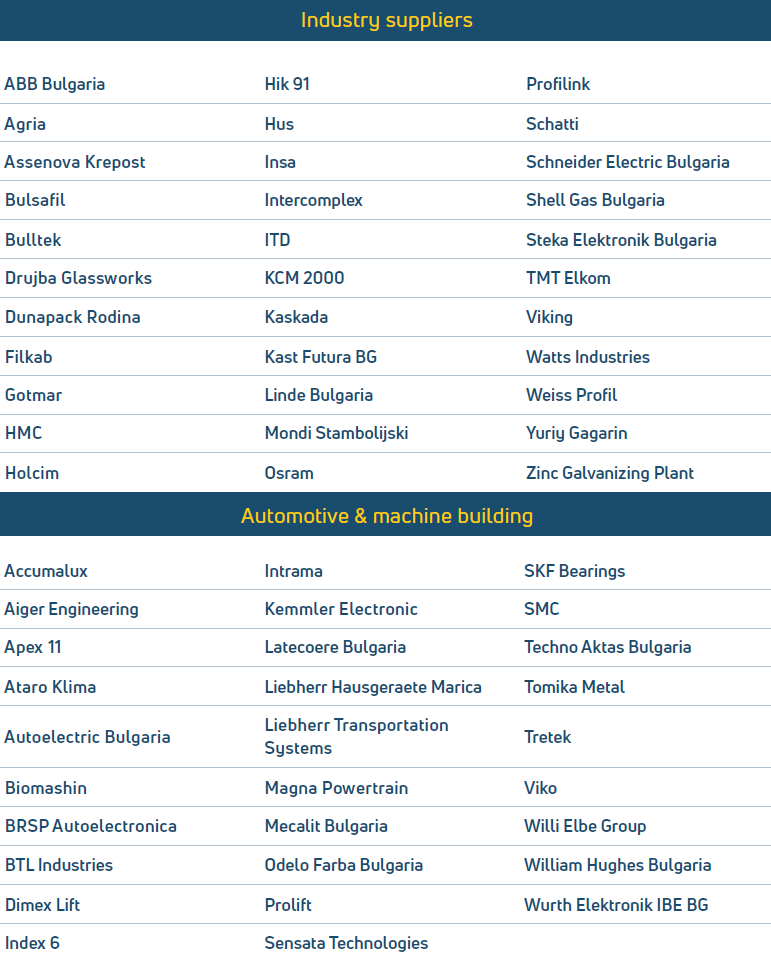 Industry suppliers
ABB Bulgaria Hik 91 Profilink
Agria Hus Schatti
Assenova Krepost Insa Schneider Electric Bulgaria
Bulsafil Intercomplex Shell Gas Bulgaria
Bulltek ITD Steka Elektronik Bulgaria
Drujba Glassworks KCM 2000 TMT Elkom
Dunapack Rodina Kaskada Viking
Filkab Kast Futura BG Watts Industries
Gotmar Linde Bulgaria Weiss Profil
HMC Mondi Stambolijski Yuriy Gagarin
Holcim Osram Zinc Galvanizing Plant
Automotive & machine building
Accumalux Intrama SKF Bearings
Aiger Engineering Kemmler Electronic SMC
Apex 11 Latecoere Bulgaria Techno Aktas Bulgaria
Ataro Klima Liebherr Hausgeraete Marica Tomika Metal
Autoelectric Bulgaria Liebherr Transportation Tretek
Systems
Biomashin Magna Powertrain Viko
BRSP Autoelectronica Mecalit Bulgaria Willi Elbe Group
BTL Industries Odelo Farba Bulgaria William Hughes Bulgaria
Dimex Lift Prolift Wurth Elektronik IBE BG
Index 6 Sensata Technologies